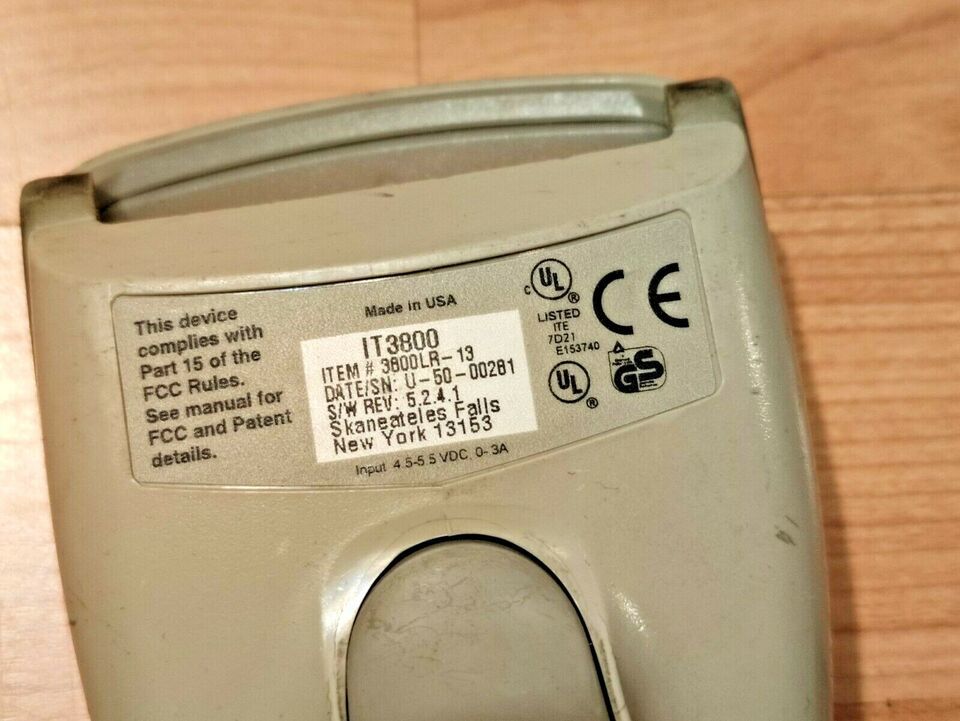 This device
complies with
Part 15 of the
FCC Rules.
See manual for
FCC and Patent
details.
Made in USA
IT3800
ITEM # 3800LR-13
DATE/SN: U-50-00281
S/W REV: 5.2.4.1
Skaneateles Falls
New York 13153
Input 4.5-5.5 VDC, 0-.3A
C UL ®
LISTED
ITE
7D21
E153740
UL ®
CE
GS